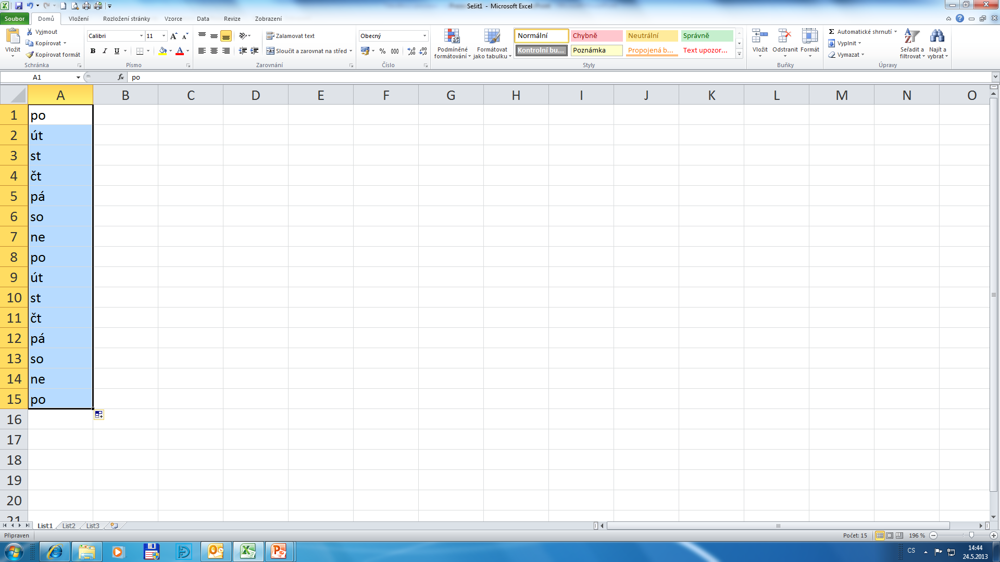 Sešit1 - Microsoft Excel
Soubor Domů Vložení Rozložení stránky Vzorce Data Revize Zobrazení
Vložit
Vyjmout
Kopírovat
Kopírovat formát
Schránka
Calibri 11
B I U A
Písmo
Zalamovat text
Sloučit a zarovnat na střed
Zarovnání
Obecný
% 000
Číslo
Podmíněné formátování
Formátovat jako tabulku
Normální Chybně Neutrální Správně
Kontrolní bu... Poznámka Propojená b... Text upozor...
Styly
Vložit Odstranit Formát
Buňky
Σ Automatické shrnutí
Vyplnit
Vymazat
Seřadit a filtrovat
Najít a vybrat
Úpravy
A1 fx po
A B C D E F G H I J K L M N O
1 po
2 út
3 st
4 čt
5 pá
6 so
7 ne
8 po
9 út
10 st
11 čt
12 pá
13 so
14 ne
15 po
16
17
18
19
20
21
List1 List2 List3
Připraven Počet: 15 196 %
CS 14:44
24.5.2013